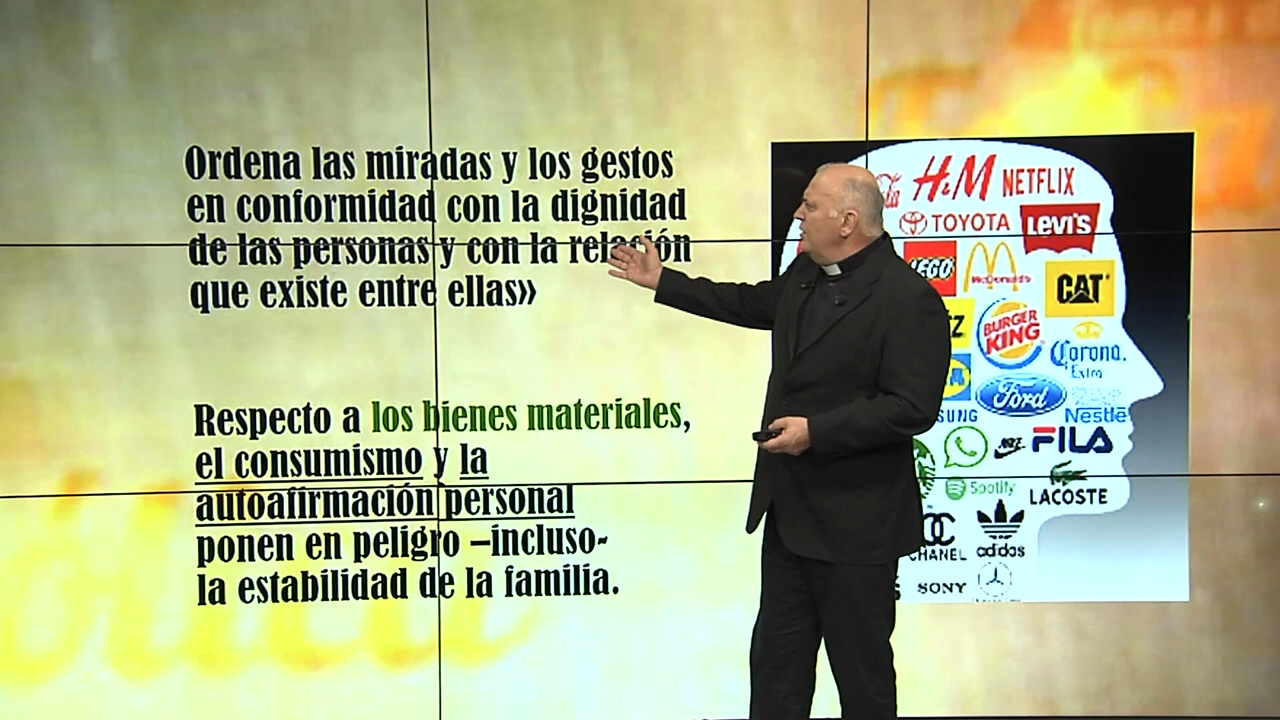 Ordena las miradas y los gestos
en conformidad con la dignidad
de las personas y con la relación
que existe entre ellas»
Respecto a los bienes materiales,
el consumismo y la
autoafirmación personal
ponen en peligro –incluso-
la estabilidad de la familia.
H&M NETFLIX
TOYOTA LEVI'S
LEGO McDonald's CAT
BURGER KING
Corona
Extra
Ford
Nestlé
NIKE FILA
Spotify LACOSTE
CHANEL adidas
SONY